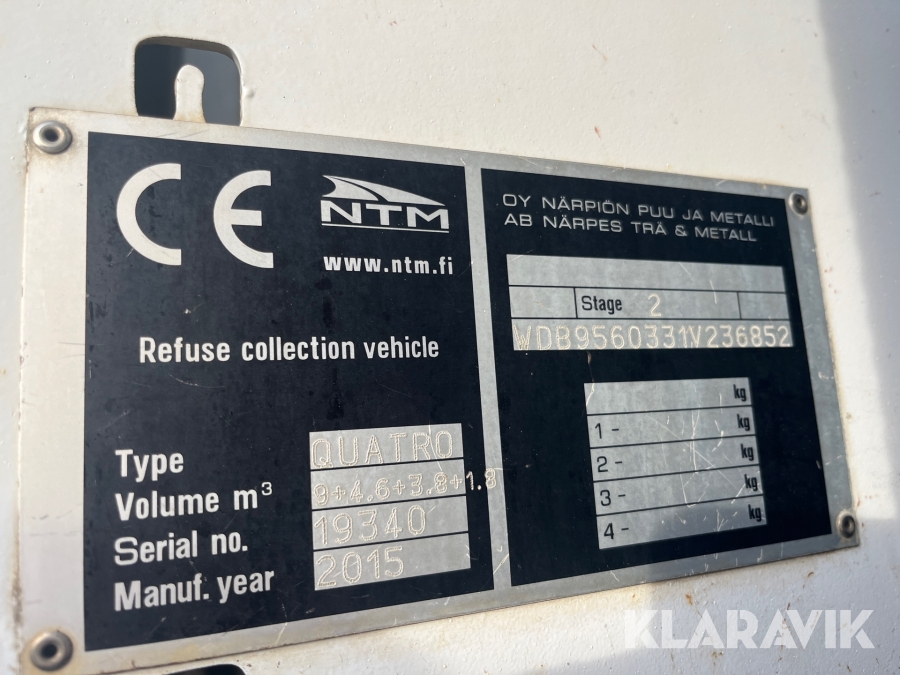 CE
NTM
www.ntm.fi
Refuse collection vehicle
Type QUATRO
Volume m³ 9+4.6+3.8+1.8
Serial no. 19340
Manuf. year 2015
OY NÄRPIÖN PUU JA METALLI
AB NÄRPES TRÄ & METALL
Stage 2
WDB9560331V236852
kg
1 - kg
2 - kg
3 - kg
4 - kg
KLARAVIK